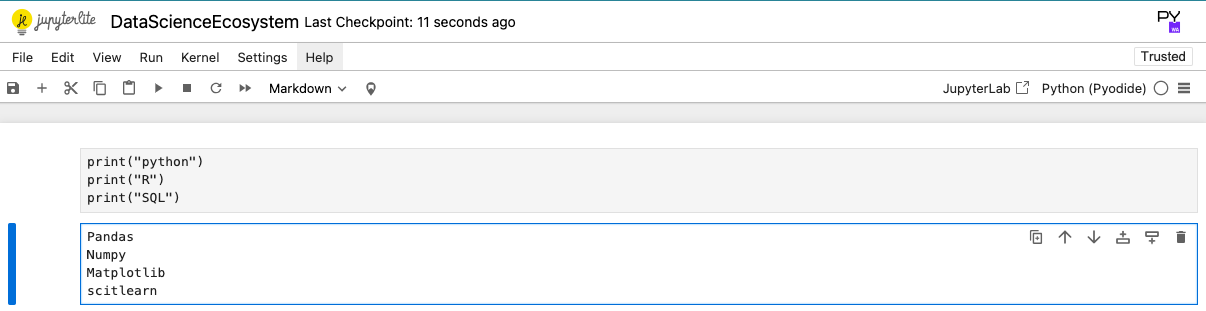 jupyterlite DataScienceEcosystem Last Checkpoint: 11 seconds ago
PY
WA
File Edit View Run Kernel Settings Help Trusted
Markdown JupyterLab Python (Pyodide)
print("python")
print("R")
print("SQL")
Pandas
Numpy
Matplotlib
scitlearn